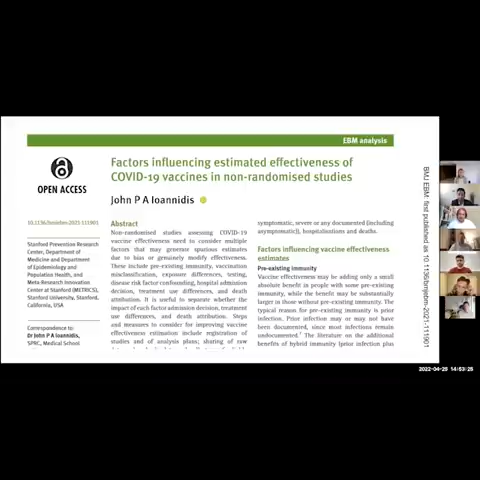 EBM analysis
OPEN ACCESS
Factors influencing estimated effectiveness of
COVID-19 vaccines in non-randomised studies
John P A Ioannidis
10.1136/bmjebm-2021-111901
Stanford Prevention Research
Center, Department of
Medicine and Department
of Epidemiology and
Population Health, and
Meta-Research Innovation
Center at Stanford (METRICS),
Stanford University, Stanford,
California, USA
Correspondence to:
Dr John P A Ioannidis,
SPRC, Medical School
Abstract
Non-randomised studies assessing COVID-19
vaccine effectiveness need to consider multiple
factors that may generate spurious estimates
due to bias or genuinely modify effectiveness.
These include pre-existing immunity, vaccination
misclassification, exposure differences, testing,
disease risk factor confounding, hospital admission
decision, treatment use differences, and death
attribution. It is useful to separate whether the
impact of each factor admission decision, treatment
use differences, and death attribution. Steps
and measures to consider for improving vaccine
effectiveness estimation include registration of
studies and of analysis plans; sharing of raw
symptomatic, severe or any documented (including
asymptomatic)), hospitalisations and deaths.
Factors influencing vaccine effectiveness
estimates
Pre-existing immunity
Vaccine effectiveness may be adding only a small
absolute benefit in people with some pre-existing
immunity, while the benefit may be substantially
larger in those without pre-existing immunity. The
typical reason for pre-existing immunity is prior
infection. Prior infection may or may not have
been documented, since most infections remain
undocumented. The literature on the additional
benefits of hybrid immunity (prior infection plus
BMJ EBM: first published as 10.1136/bmjebm-2021-111901
2022-04-25 14:53:25